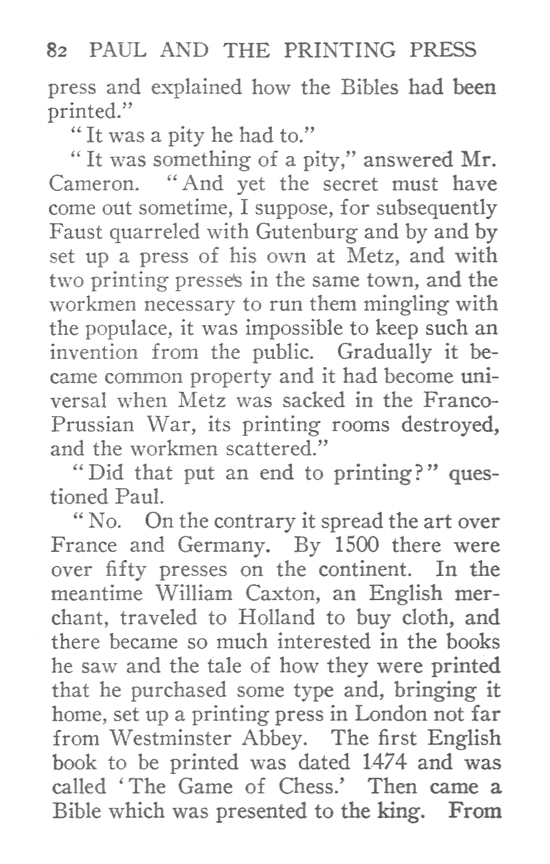 82 PAUL AND THE PRINTING PRESS
press and explained how the Bibles had been
printed.”
“It was a pity he had to.”
“It was something of a pity,” answered Mr.
Cameron. “And yet the secret must have
come out sometime, I suppose, for subsequently
Faust quarreled with Gutenburg and by and by
set up a press of his own at Metz, and with
two printing presses in the same town, and the
workmen necessary to run them mingling with
the populace, it was impossible to keep such an
invention from the public. Gradually it be-
came common property and it had become uni-
versal when Metz was sacked in the Franco-
Prussian War, its printing rooms destroyed,
and the workmen scattered.”
“Did that put an end to printing?” ques-
tioned Paul.
“No. On the contrary it spread the art over
France and Germany. By 1500 there were
over fifty presses on the continent. In the
meantime William Caxton, an English mer-
chant, traveled to Holland to buy cloth, and
there became so much interested in the books
he saw and the tale of how they were printed
that he purchased some type and, bringing it
home, set up a printing press in London not far
from Westminster Abbey. The first English
book to be printed was dated 1474 and was
called ‘The Game of Chess.’ Then came a
Bible which was presented to the king. From